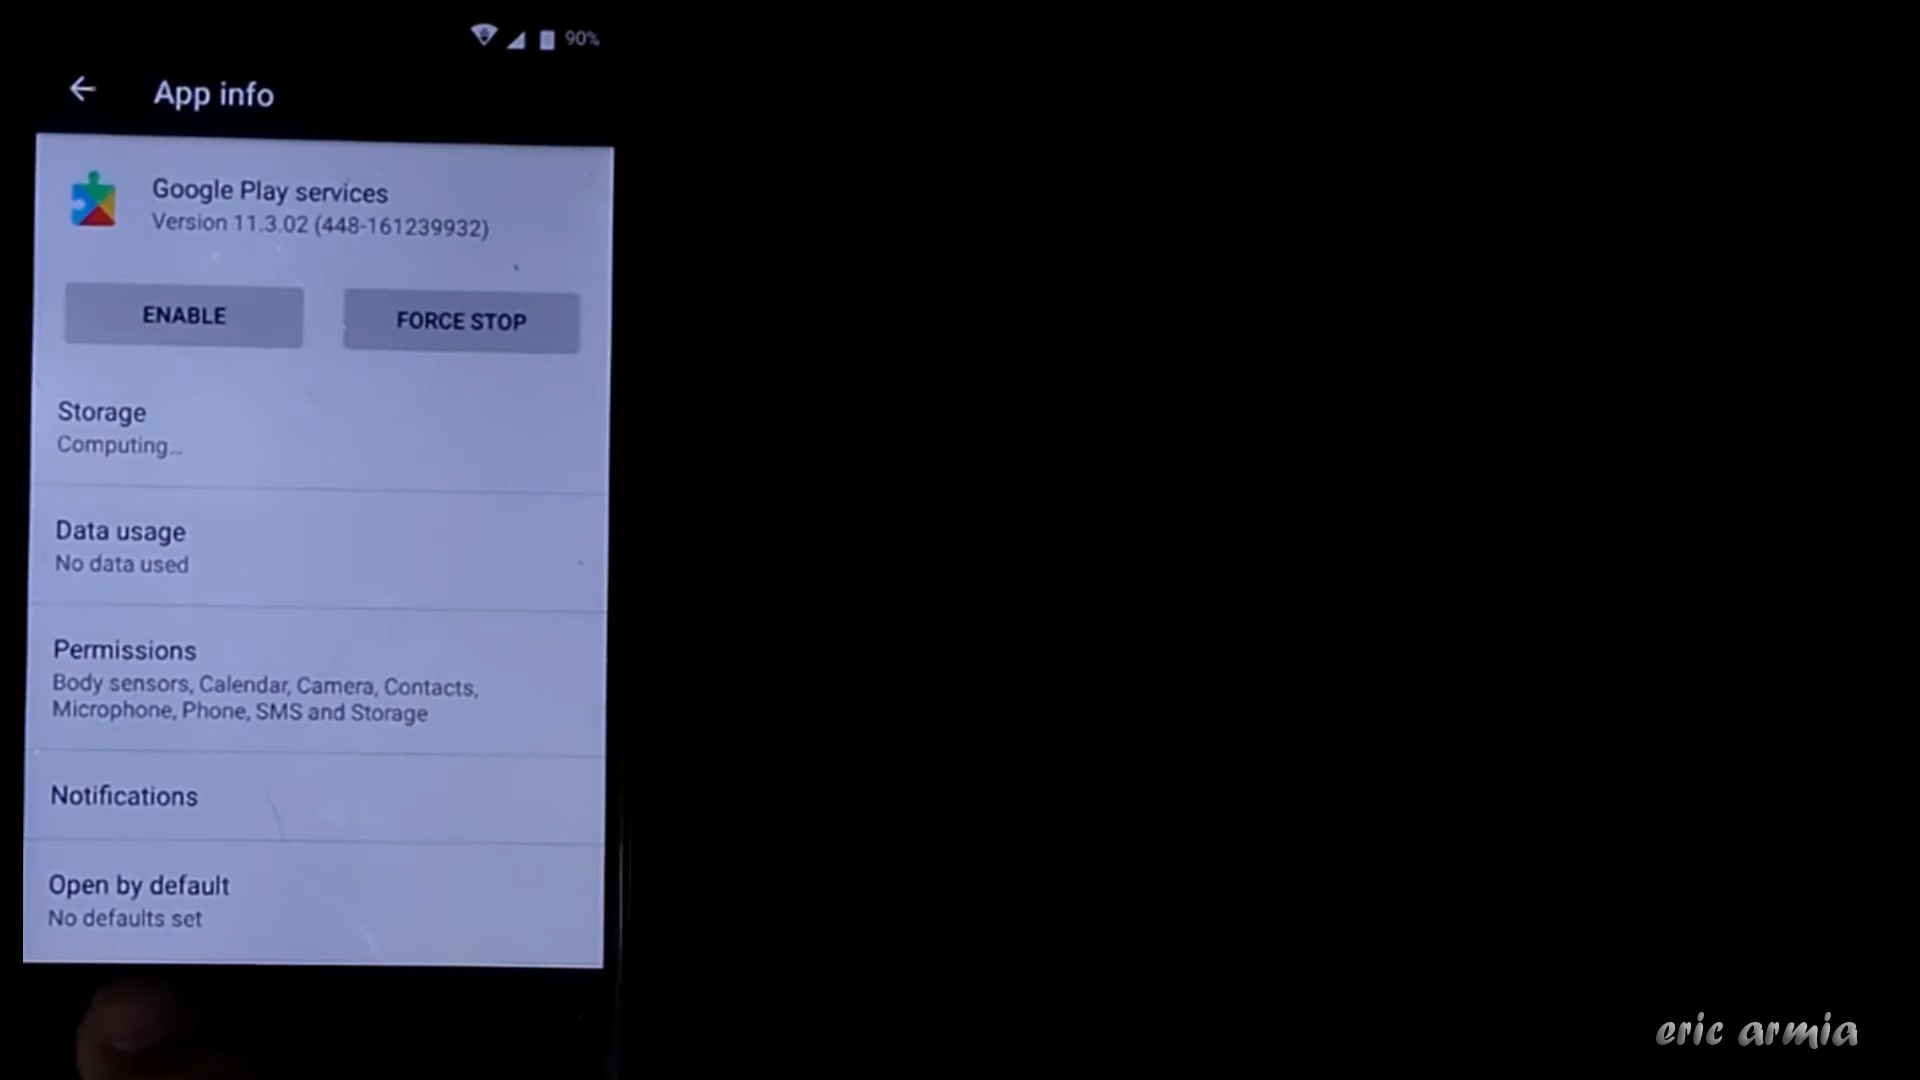 90%
App info
Google Play services
Version 11.3.02 (448-161239932)
ENABLE
FORCE STOP
Storage
Computing...
Data usage
No data used
Permissions
Body sensors, Calendar, Camera, Contacts,
Microphone, Phone, SMS and Storage
Notifications
Open by default
No defaults set
eric armia